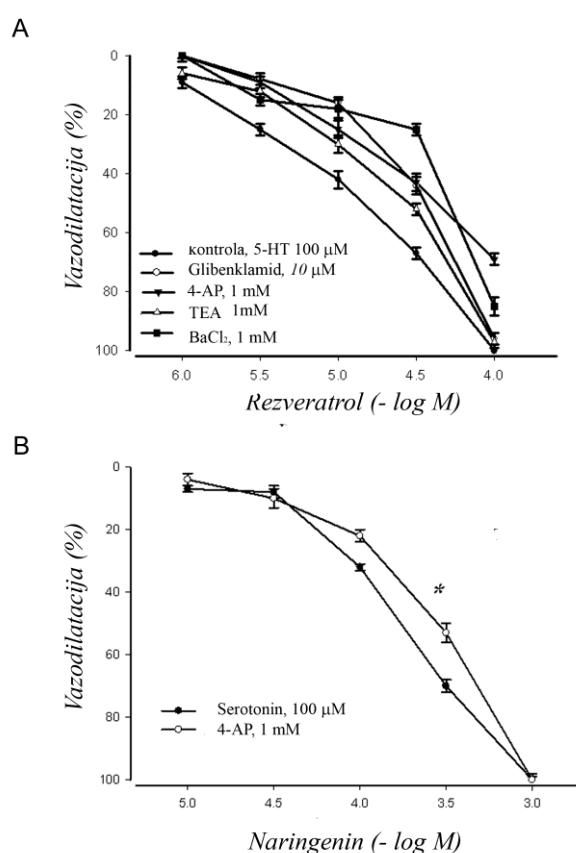 A
0
20
40
60
80
100
Vazodilatacija (%)
контrola, 5-HT 100 μM
Glibenklamid, 10 μM
4-AP, 1 mM
TEA 1mM
BaCl₂, 1 mM
6.0 5.5 5.0 4.5 4.0
Rezveratrol (- log M)
B
0
20
40
60
80
100
Vazodilatacija (%)
*
Serotonin, 100 μM
4-AP, 1 mM
5.0 4.5 4.0 3.5 3.0
Naringenin (- log M)